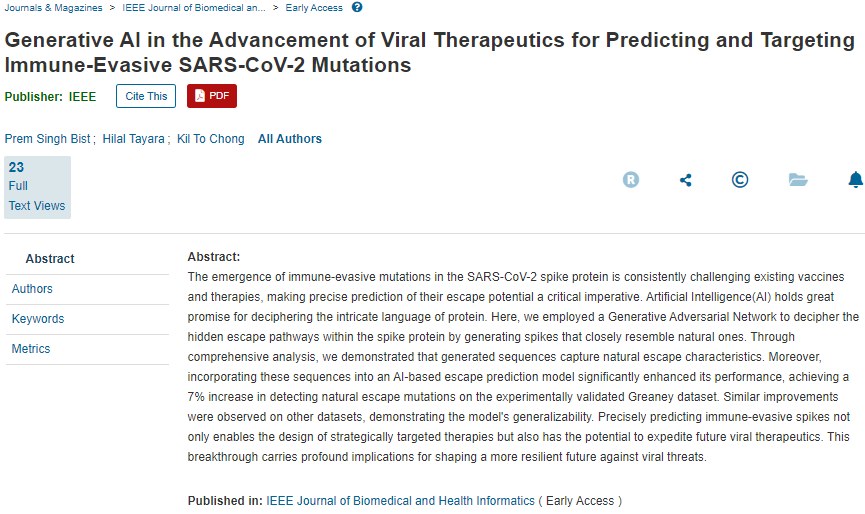 Journals & Magazines > IEEE Journal of Biomedical an... > Early Access ?
Generative AI in the Advancement of Viral Therapeutics for Predicting and Targeting
Immune-Evasive SARS-CoV-2 Mutations
Publisher: IEEE Cite This PDF
Prem Singh Bist ; Hilal Tayara ; Kil To Chong All Authors
23
Full
Text Views
R ©
Abstract
Authors
Keywords
Metrics
Abstract:
The emergence of immune-evasive mutations in the SARS-CoV-2 spike protein is consistently challenging existing vaccines
and therapies, making precise prediction of their escape potential a critical imperative. Artificial Intelligence(AI) holds great
promise for deciphering the intricate language of protein. Here, we employed a Generative Adversarial Network to decipher the
hidden escape pathways within the spike protein by generating spikes that closely resemble natural ones. Through
comprehensive analysis, we demonstrated that generated sequences capture natural escape characteristics. Moreover,
incorporating these sequences into an AI-based escape prediction model significantly enhanced its performance, achieving a
7% increase in detecting natural escape mutations on the experimentally validated Greaney dataset. Similar improvements
were observed on other datasets, demonstrating the model's generalizability. Precisely predicting immune-evasive spikes not
only enables the design of strategically targeted therapies but also has the potential to expedite future viral therapeutics. This
breakthrough carries profound implications for shaping a more resilient future against viral threats.
Published in: IEEE Journal of Biomedical and Health Informatics ( Early Access )